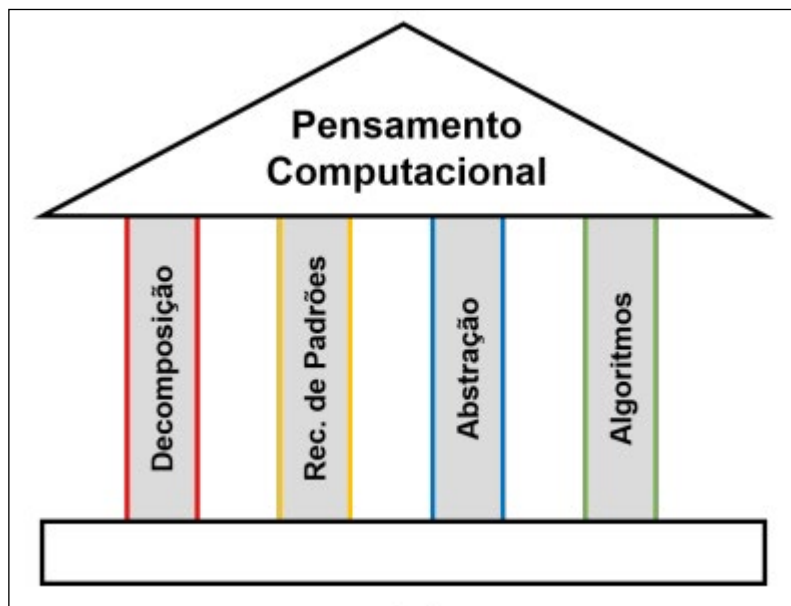 Pensamento
Computacional
Decomposição
Rec. de Padrões
Abstração
Algoritmos